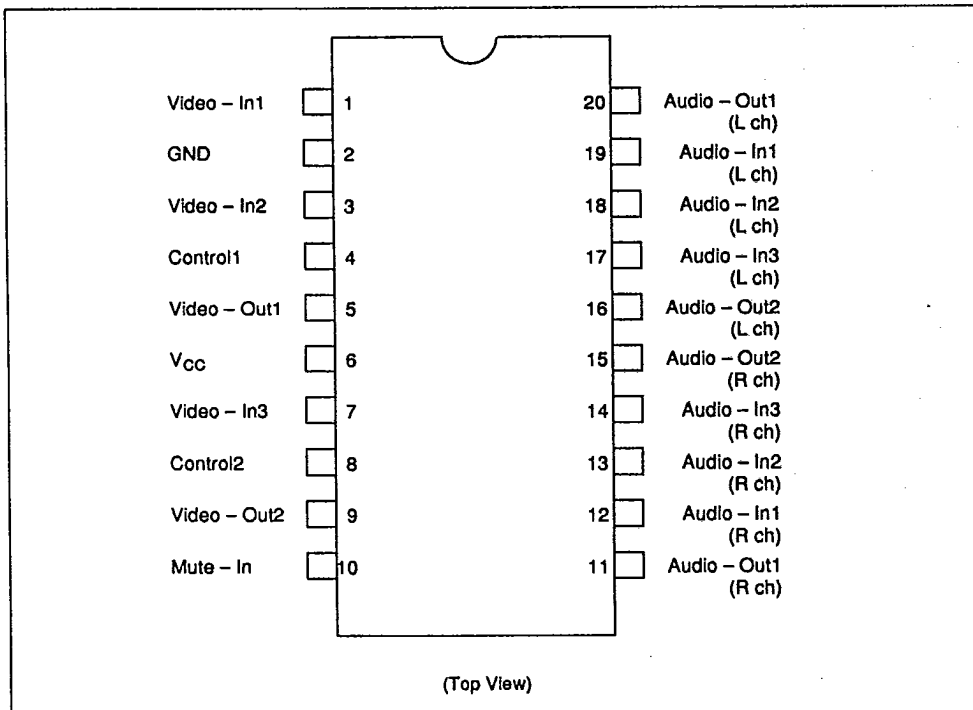 Video – In1 1 20 Audio – Out1
(L ch)
GND 2 19 Audio – In1
(L ch)
Video – In2 3 18 Audio – In2
(L ch)
Control1 4 17 Audio – In3
(L ch)
Video – Out1 5 16 Audio – Out2
(L ch)
VCC 6 15 Audio – Out2
(R ch)
Video – In3 7 14 Audio – In3
(R ch)
Control2 8 13 Audio – In2
(R ch)
Video – Out2 9 12 Audio – In1
(R ch)
Mute – In 10 11 Audio – Out1
(R ch)
(Top View)